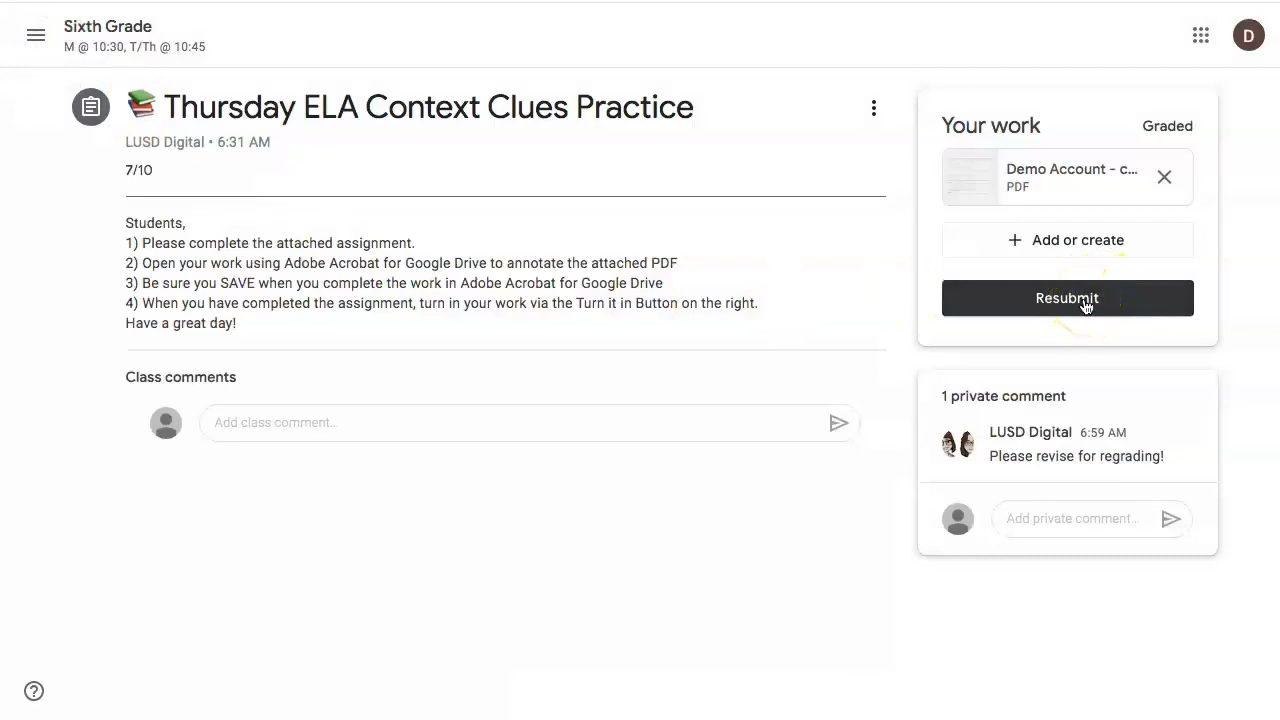 Sixth Grade
M @ 10:30, T/Th @ 10:45
D
📚 Thursday ELA Context Clues Practice
LUSD Digital • 6:31 AM
7/10
Students,
1) Please complete the attached assignment.
2) Open your work using Adobe Acrobat for Google Drive to annotate the attached PDF
3) Be sure you SAVE when you complete the work in Adobe Acrobat for Google Drive
4) When you have completed the assignment, turn in your work via the Turn it in Button on the right.
Have a great day!
Class comments
Add class comment...
Your work
Graded
Demo Account - c...
PDF
+ Add or create
Resubmit
1 private comment
LUSD Digital 6:59 AM
Please revise for regrading!
Add private comment...